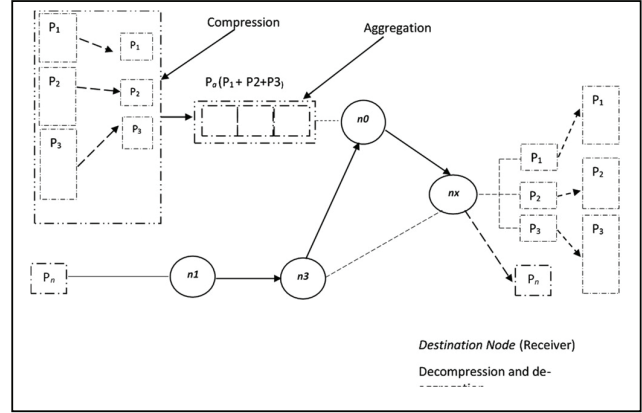 Compression
Aggregation
P1
P1
P2
P2
P3
P3
Pa(P1 + P2+P3)
n0
nx
P1
P1
P2
P2
P3
P3
Pn
n1
n3
Pn
Destination Node (Receiver)
Decompression and de-